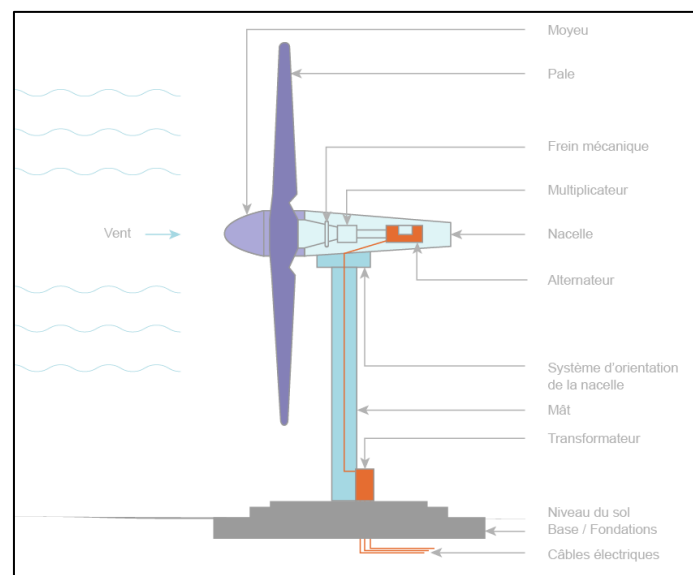 Moyeu
Pale
Frein mécanique
Multiplicateur
Vent
Nacelle
Alternateur
Système d'orientation
de la nacelle
Mât
Transformateur
Niveau du sol
Base / Fondations
Câbles électriques